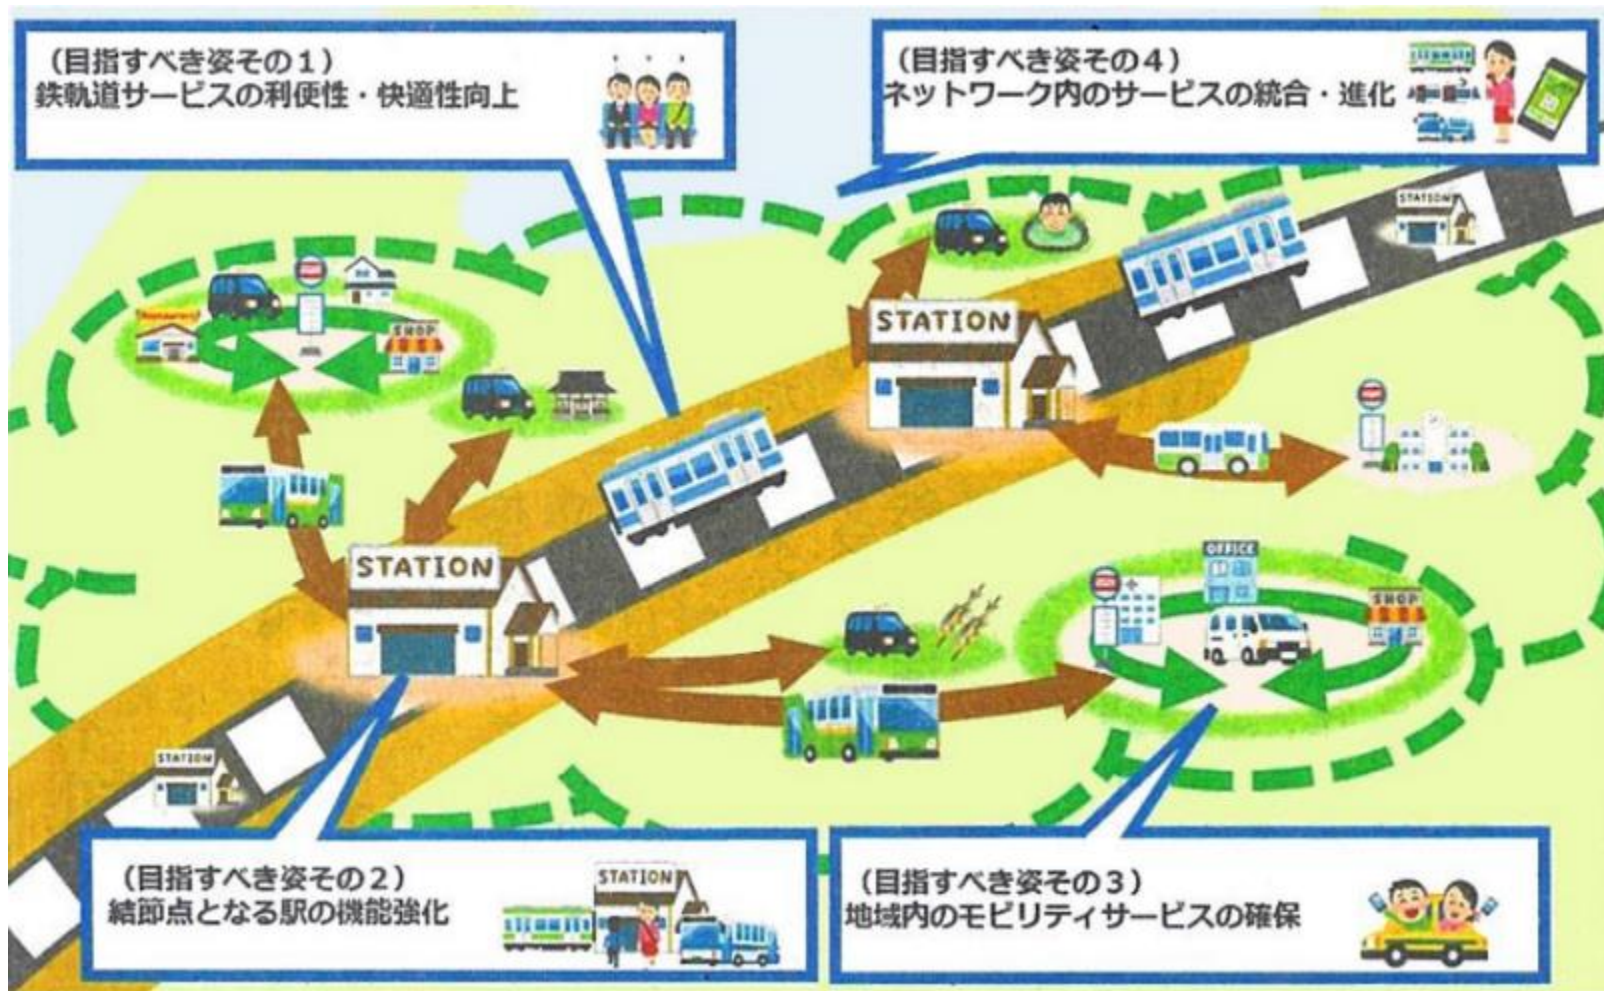 (目指すべき姿その1)
鉄軌道サービスの利便性・快適性向上
(目指すべき姿その4)
ネットワーク内のサービスの統合・進化
STATION
STATION
SHOP
STATION
OFFICE
SHOP
STATION
(目指すべき姿その2)
結節点となる駅の機能強化
STATION
(目指すべき姿その3)
地域内のモビリティサービスの確保